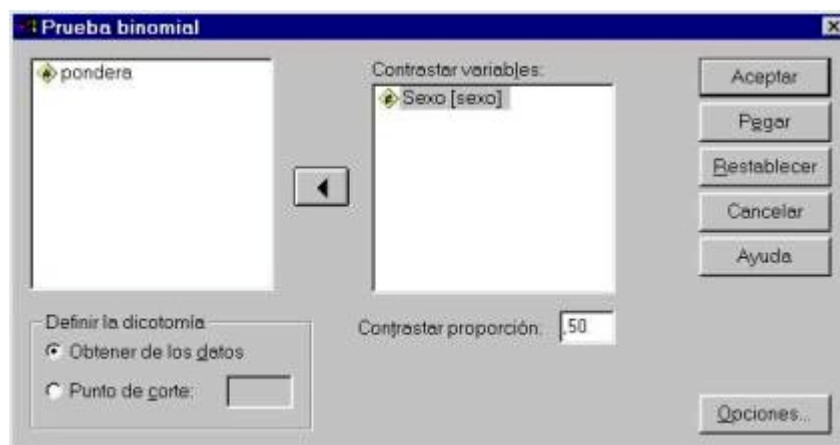 Prueba binomial
pondera
Contrastar variables:
Sexo [sexo]
Aceptar
Pegar
Restablecer
Cancelar
Ayuda
Definir la dicotomía
Obtener de los datos
Punto de corte:
Contrastar proporción: ,50
Opciones...